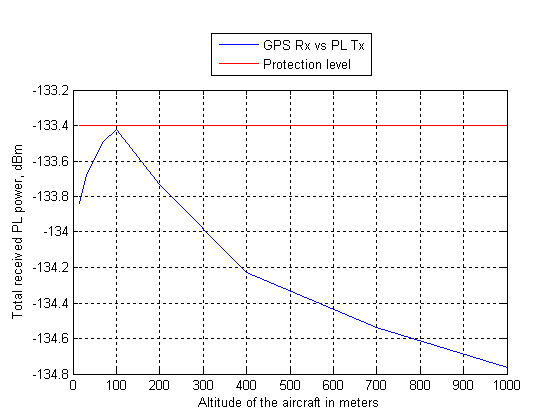 GPS Rx vs PL Tx
Protection level
-133.2
-133.4
-133.6
-133.8
-134
-134.2
-134.4
-134.6
-134.8
Total received PL power, dBm
0 100 200 300 400 500 600 700 800 900 1000
Altitude of the aircraft in meters